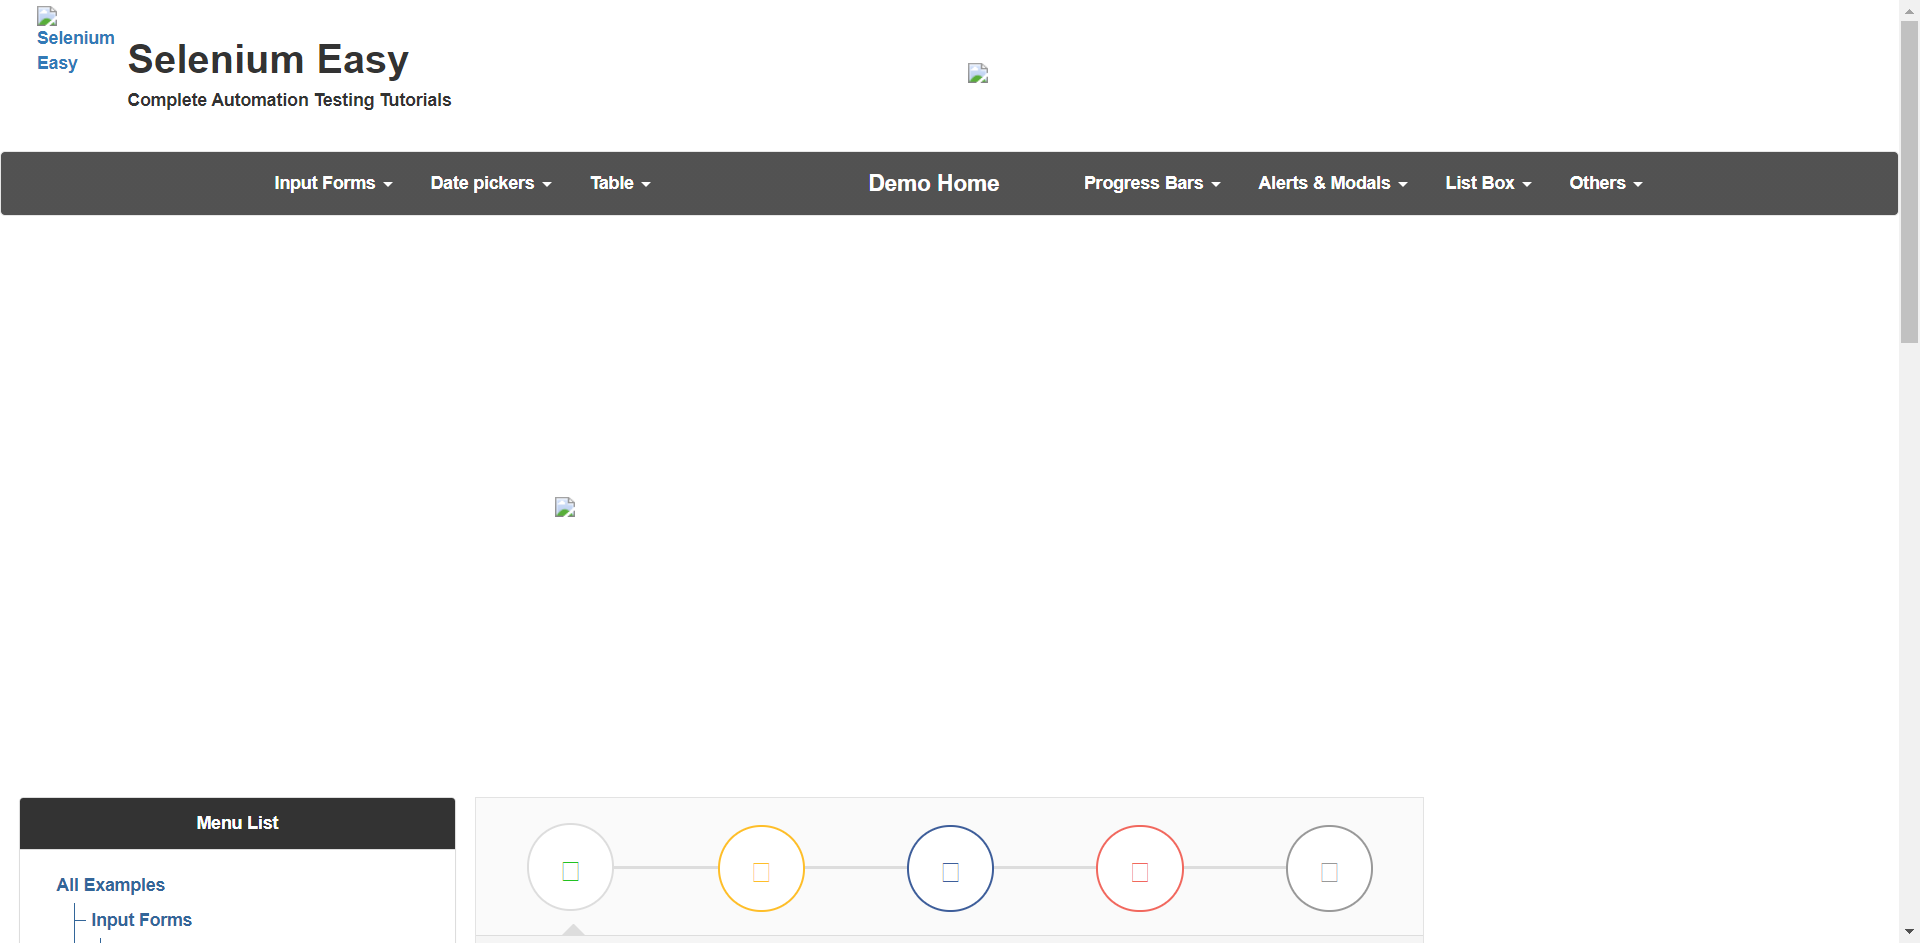 Selenium
Easy
Selenium Easy
Complete Automation Testing Tutorials
Input Forms
Date pickers
Table
Demo Home
Progress Bars
Alerts & Modals
List Box
Others
Menu List
All Examples
Input Forms